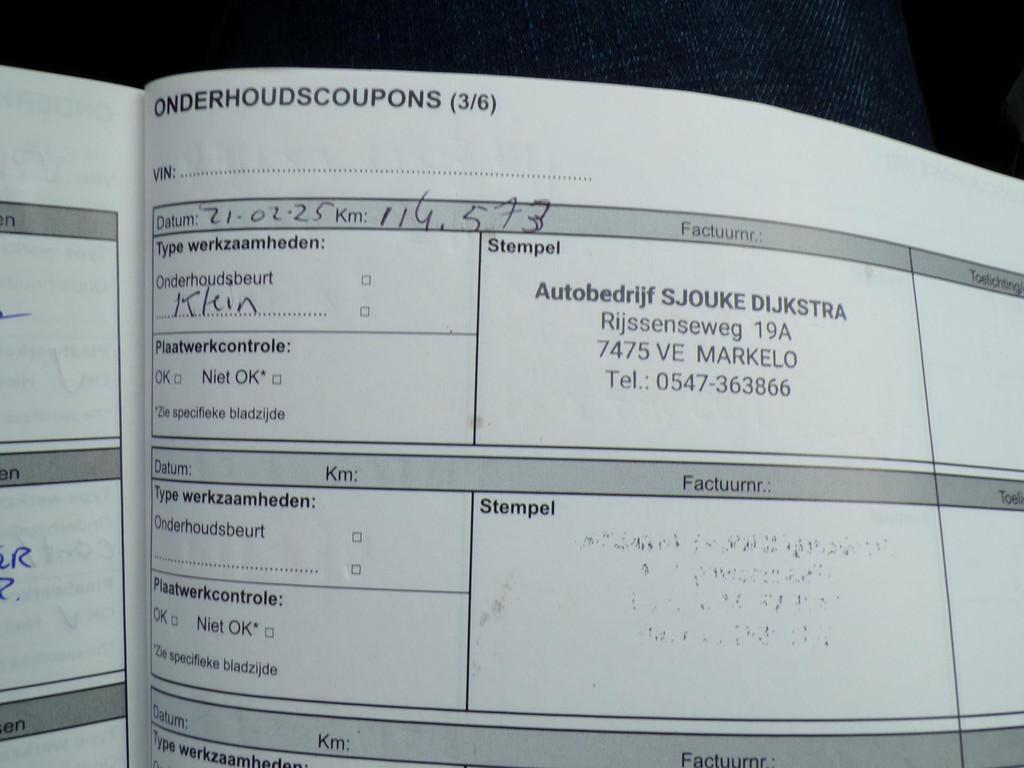 ONDERHOUDSCOUPONS (3/6)
VIN:
Datum: 21-02-25 Km: 114.573 Factuurnr.:
Type werkzaamheden:
Onderhoudsbeurt
Klein
Plaatwerkcontrole:
OK Niet OK*
*Zie specifieke bladzijde
Stempel
Autobedrijf SJOUKE DIJKSTRA
Rijssenseweg 19A
7475 VE MARKELO
Tel.: 0547-363866
Datum: Km: Factuurnr.:
Type werkzaamheden:
Onderhoudsbeurt
Plaatwerkcontrole:
OK Niet OK*
*Zie specifieke bladzijde
Stempel
Datum: Km: Factuurnr.:
Type werkzaamheden: